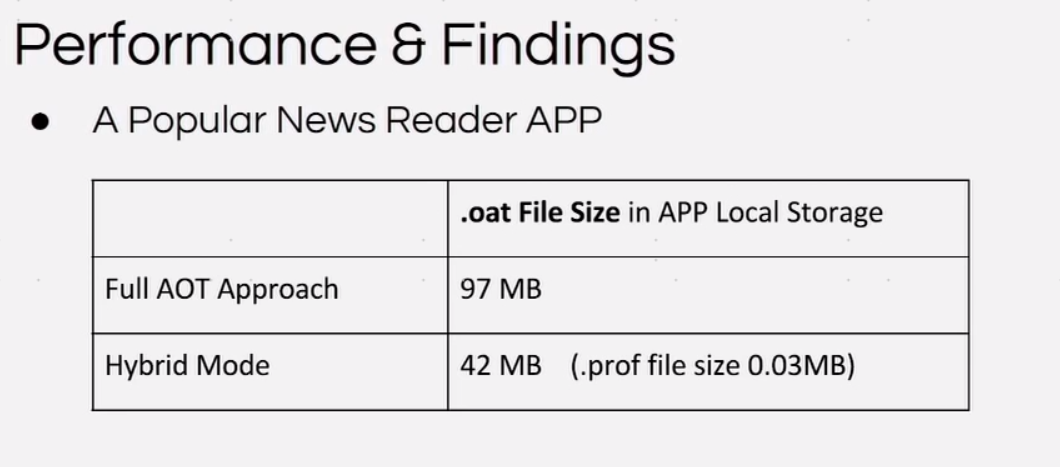 Performance & Findings
● A Popular News Reader APP
.oat File Size in APP Local Storage
Full AOT Approach 97 MB
Hybrid Mode 42 MB (.prof file size 0.03MB)